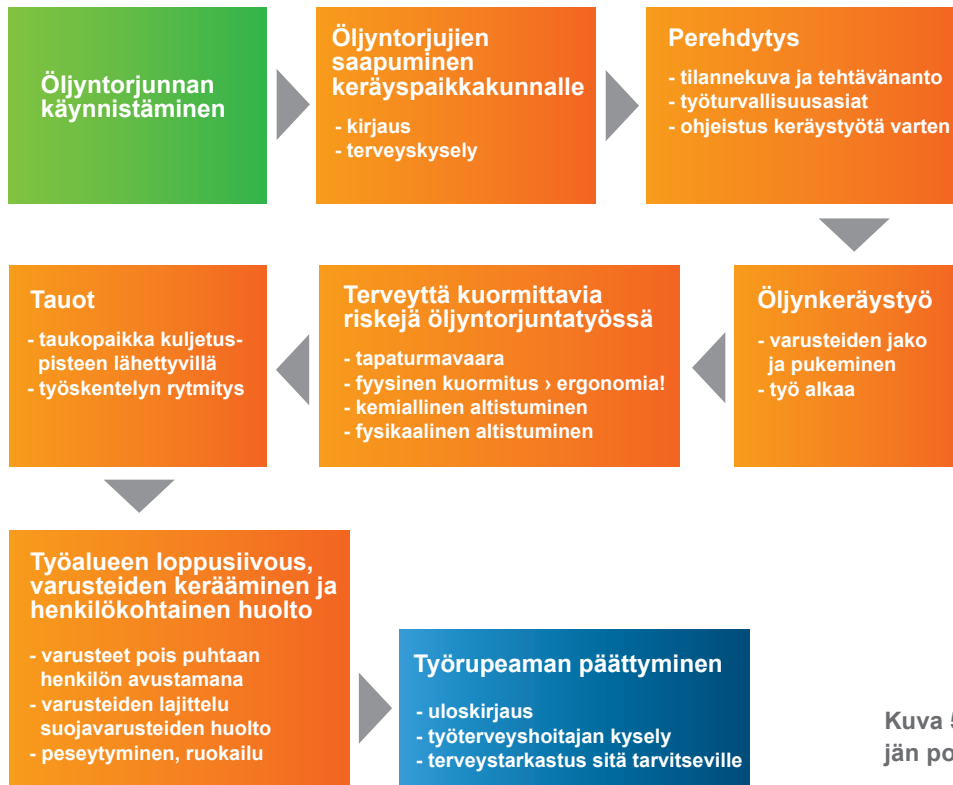 Öljyntorjunnan
käynnistäminen
Öljyntorjujien
saapuminen
keräyspaikkakunnalle
- kirjaus
- terveyskysely
Perehdytys
- tilannekuva ja tehtävänanto
- työturvallisuusasiat
- ohjeistus keräystyötä varten
Öljynkeräystyö
- varusteiden jako
ja pukeminen
- työ alkaa
Terveyttä kuormittavia
riskejä öljyntorjuntatyössä
- tapaturmavaara
- fyysinen kuormitus › ergonomia!
- kemiallinen altistuminen
- fysikaalinen altistuminen
Tauot
- taukopaikka kuljetus-
pisteen lähettyvillä
- työskentelyn rytmitys
Työalueen loppusiivous,
varusteiden kerääminen ja
henkilökohtainen huolto
- varusteet pois puhtaan
henkilön avustamana
- varusteiden lajittelu
suojavarusteiden huolto
- peseytyminen, ruokailu
Työrupeaman päättyminen
- uloskirjaus
- työterveyshoitajan kysely
- terveystarkastus sitä tarvitseville
Kuva
jän